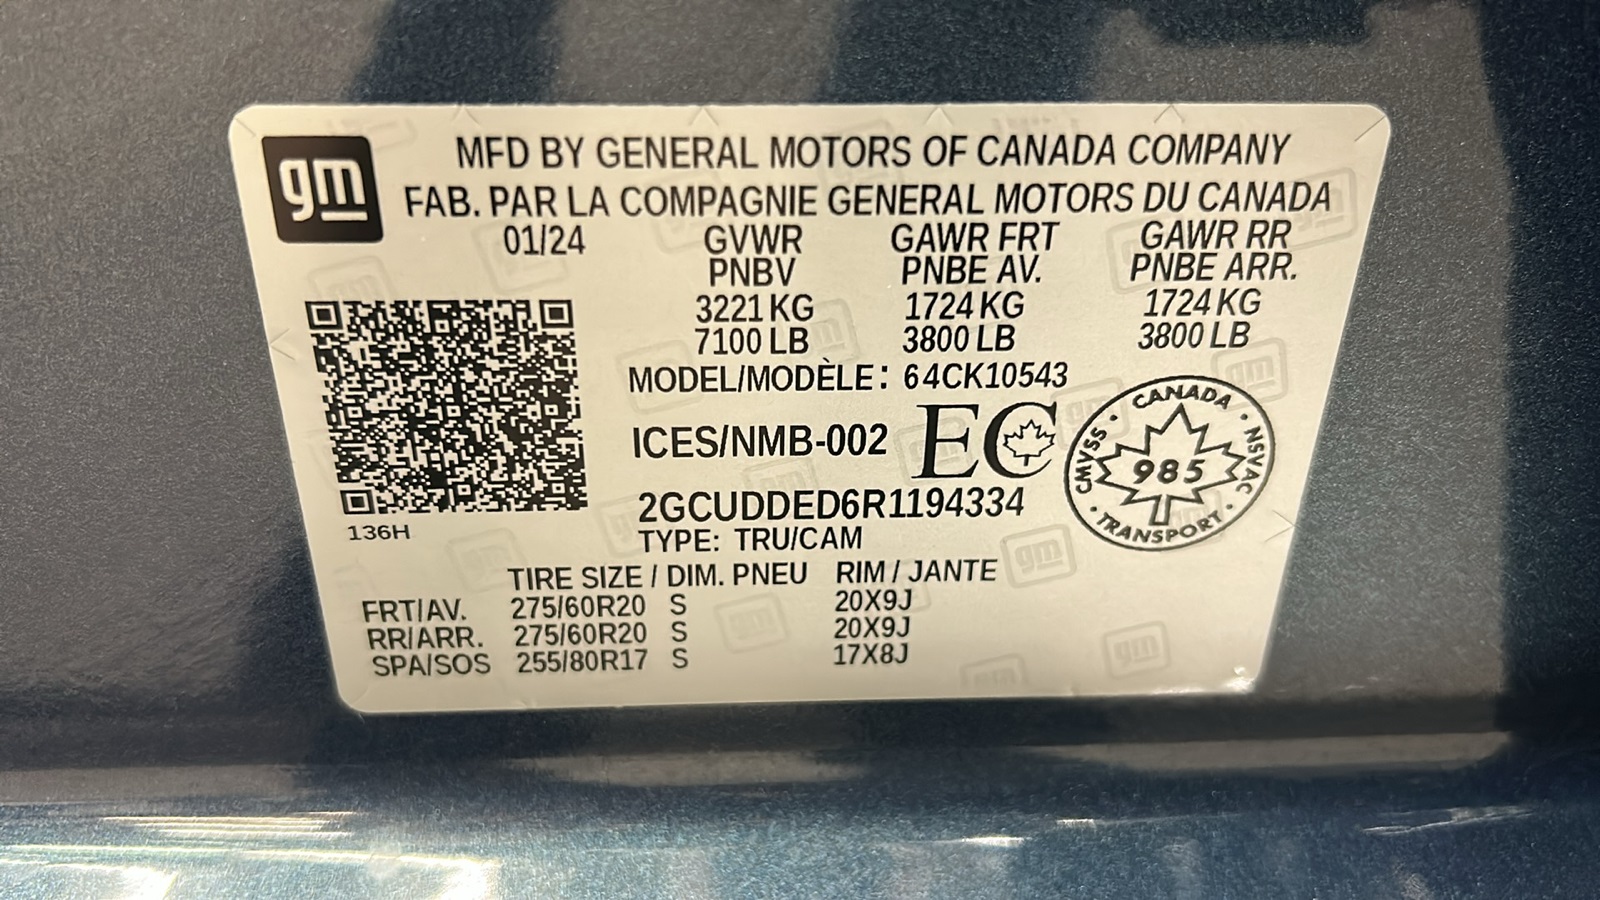 gm
MFD BY GENERAL MOTORS OF CANADA COMPANY
FAB. PAR LA COMPAGNIE GENERAL MOTORS DU CANADA
01/24 GVWR GAWR FRT GAWR RR
PNBV PNBE AV. PNBE ARR.
3221 KG 1724 KG 1724 KG
7100 LB 3800 LB 3800 LB
MODEL/MODÈLE: 64CK10543
ICES/NMB-002 EC
CANADA
CMVSS 985 NSVAC
TRANSPORT
2GCUDDED6R1194334
136H
TYPE: TRU/CAM
TIRE SIZE / DIM. PNEU RIM / JANTE
FRT/AV. 275/60R20 S 20X9J
RR/ARR. 275/60R20 S 20X9J
SPA/SOS 255/80R17 S 17X8J